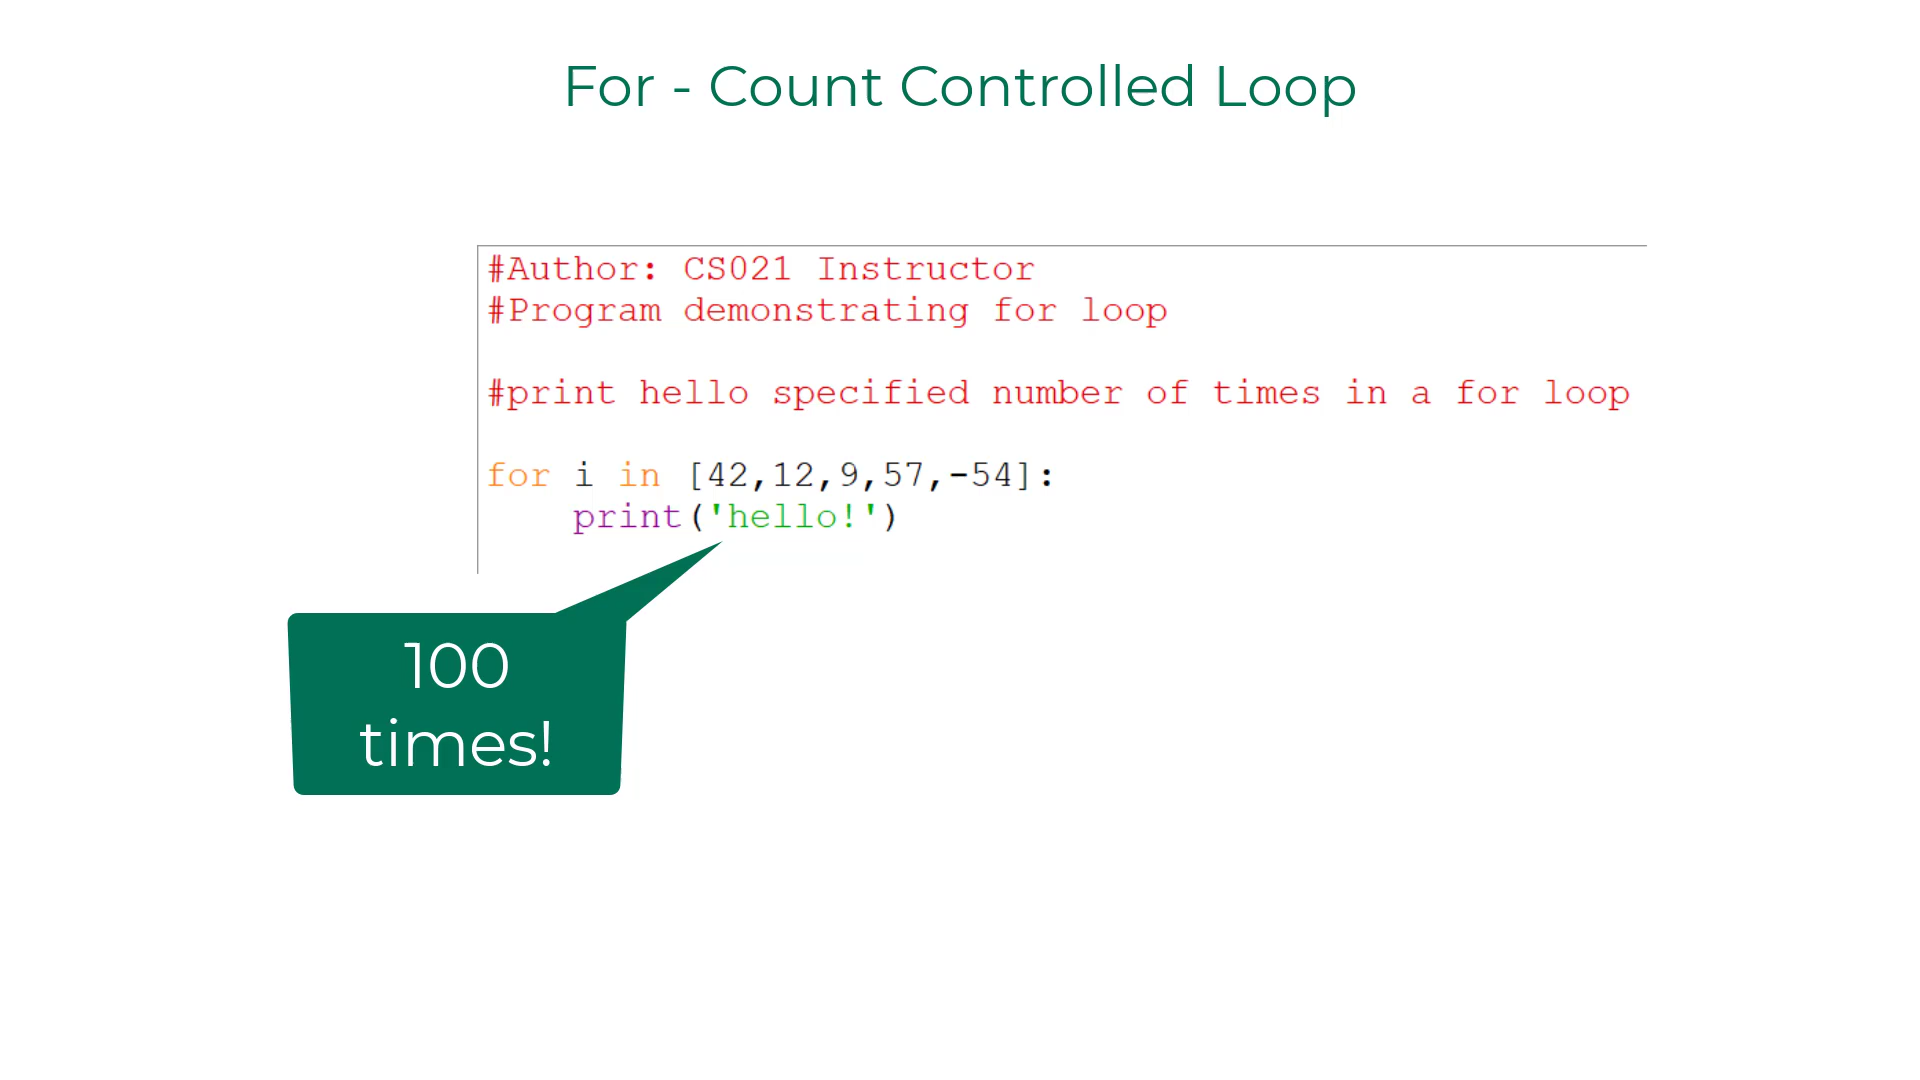 For - Count Controlled Loop
#Author: CS021 Instructor
#Program demonstrating for loop
#print hello specified number of times in a for loop
for i in [42,12,9,57,-54]:
    print('hello!')
100
times!